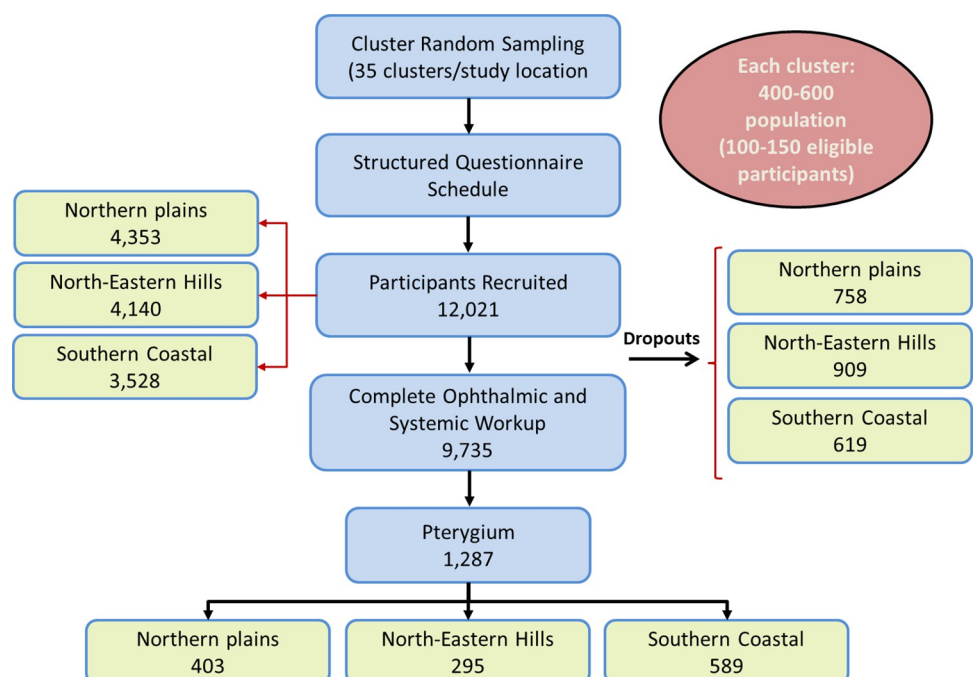 Cluster Random Sampling
(35 clusters/study location
Each cluster:
400-600
population
(100-150 eligible
participants)
Structured Questionnaire
Schedule
Northern plains
4,353
North-Eastern Hills
4,140
Southern Coastal
3,528
Participants Recruited
12,021
Dropouts
Northern plains
758
North-Eastern Hills
909
Southern Coastal
619
Complete Ophthalmic and
Systemic Workup
9,735
Pterygium
1,287
Northern plains
403
North-Eastern Hills
295
Southern Coastal
589